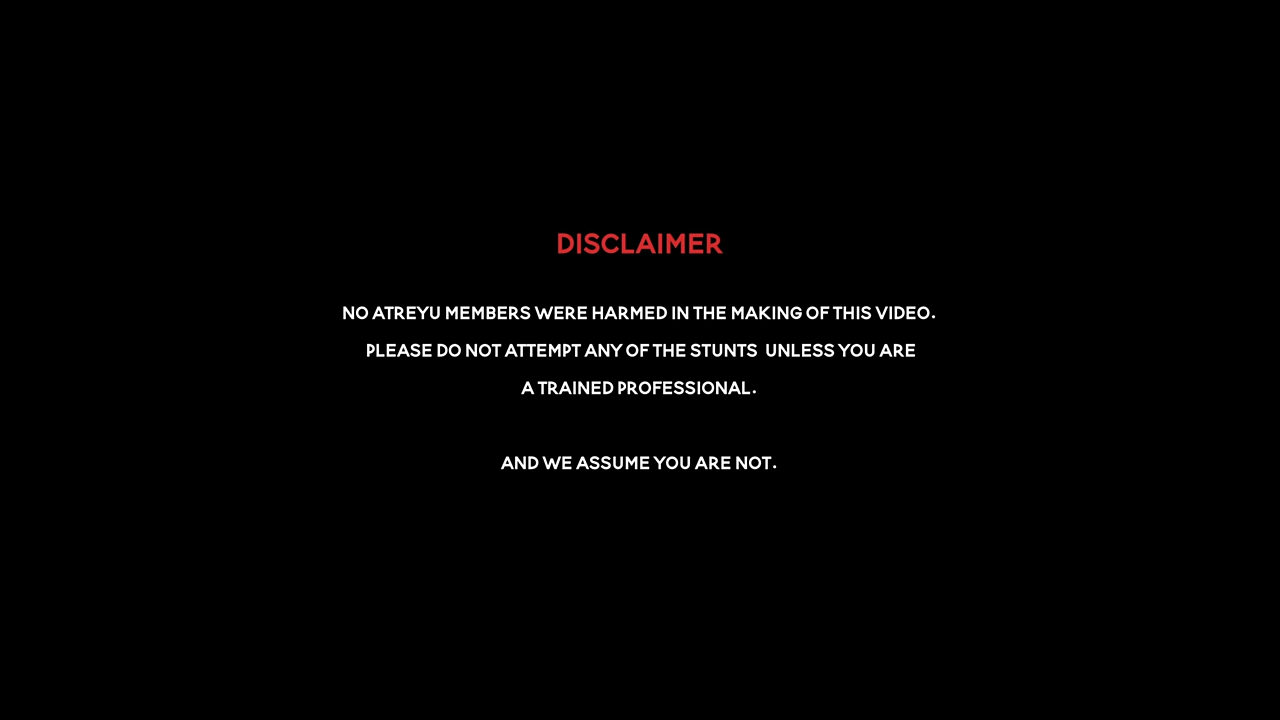 DISCLAIMER
NO ATREYU MEMBERS WERE HARMED IN THE MAKING OF THIS VIDEO.
PLEASE DO NOT ATTEMPT ANY OF THE STUNTS  UNLESS YOU ARE
A TRAINED PROFESSIONAL.
AND WE ASSUME YOU ARE NOT.